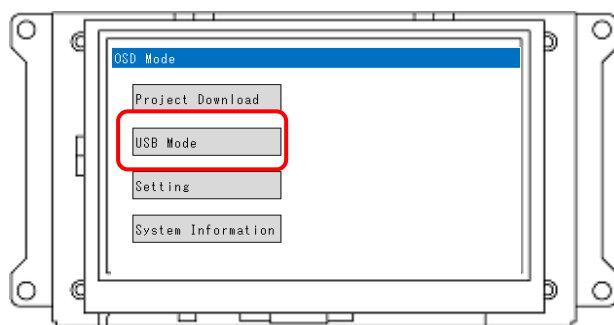 OSD Mode
Project Download
USB Mode
Setting
System Information